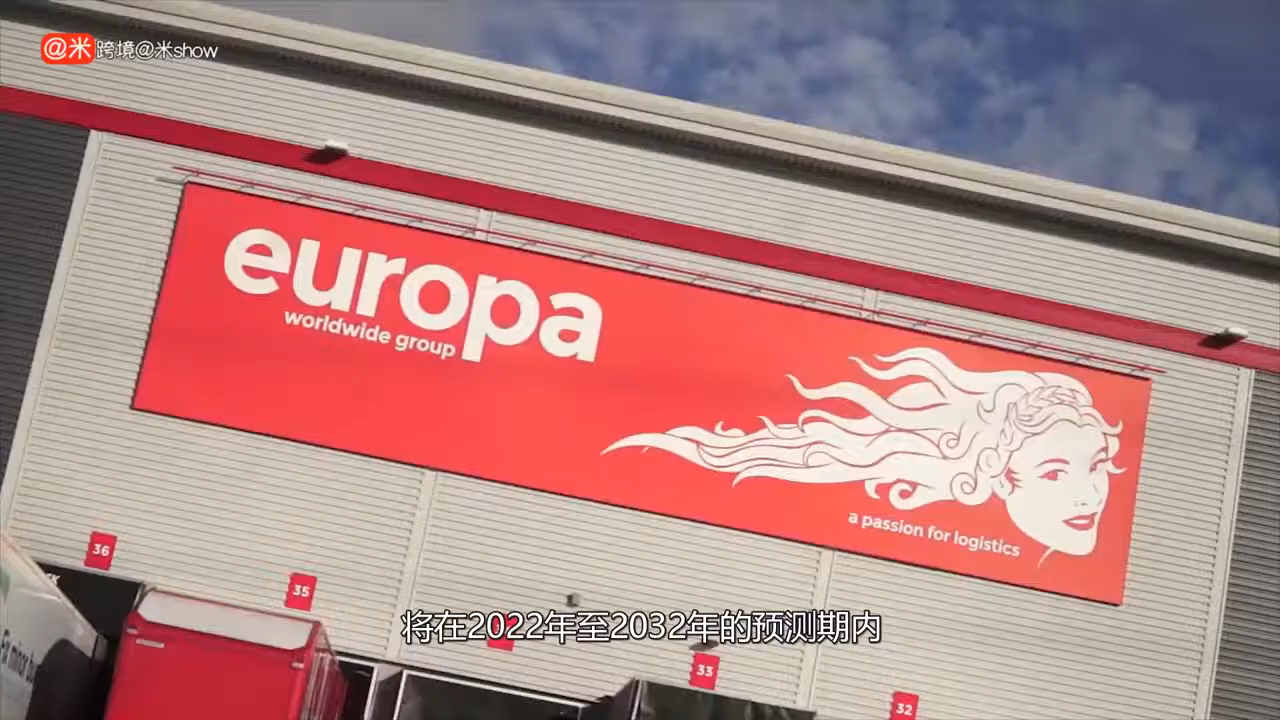 @米 跨境@米show
europa
worldwide group
a passion for logistics
36
35
33
32
将在2022年至2032年的预测期内